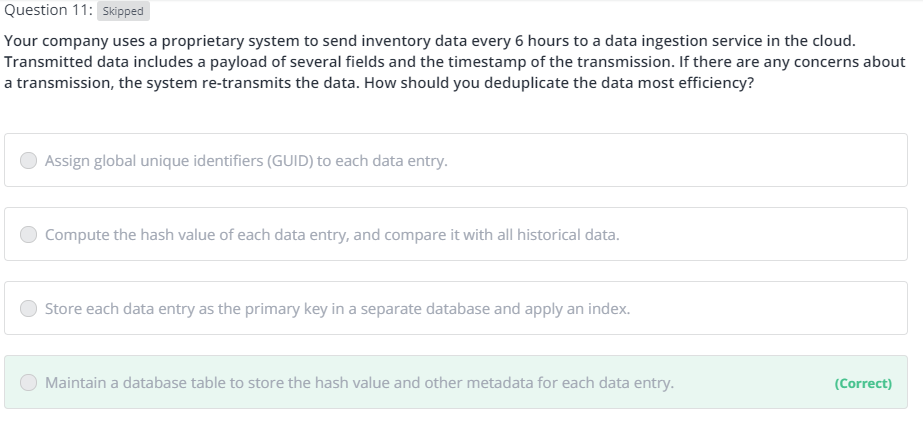 Question 11: Skipped
Your company uses a proprietary system to send inventory data every 6 hours to a data ingestion service in the cloud.
Transmitted data includes a payload of several fields and the timestamp of the transmission. If there are any concerns about
a transmission, the system re-transmits the data. How should you deduplicate the data most efficiency?
Assign global unique identifiers (GUID) to each data entry.
Compute the hash value of each data entry, and compare it with all historical data.
Store each data entry as the primary key in a separate database and apply an index.
Maintain a database table to store the hash value and other metadata for each data entry. (Correct)